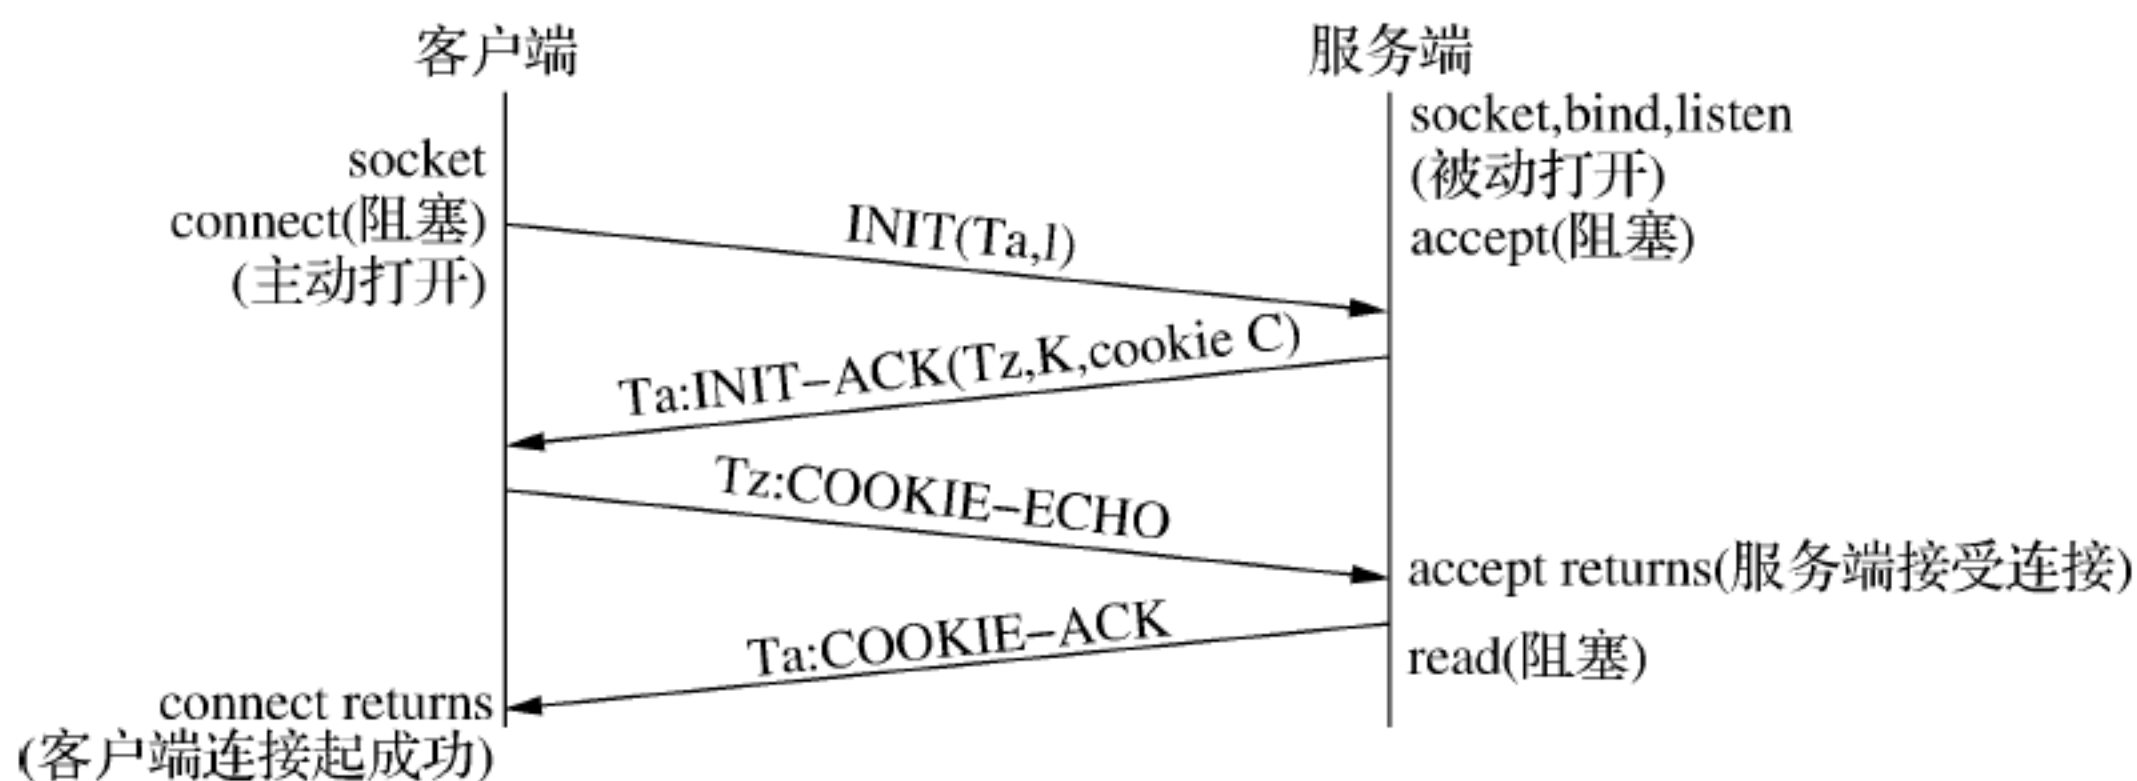 客户端
服务端
socket,bind,listen
(被动打开)
accept(阻塞)
socket
connect(阻塞)
(主动打开)
INIT(Ta,l)
Ta:INIT-ACK(Tz,K,cookie C)
Tz:COOKIE-ECHO
accept returns(服务端接受连接)
Ta:COOKIE-ACK
read(阻塞)
connect returns
(客户端连接起成功)